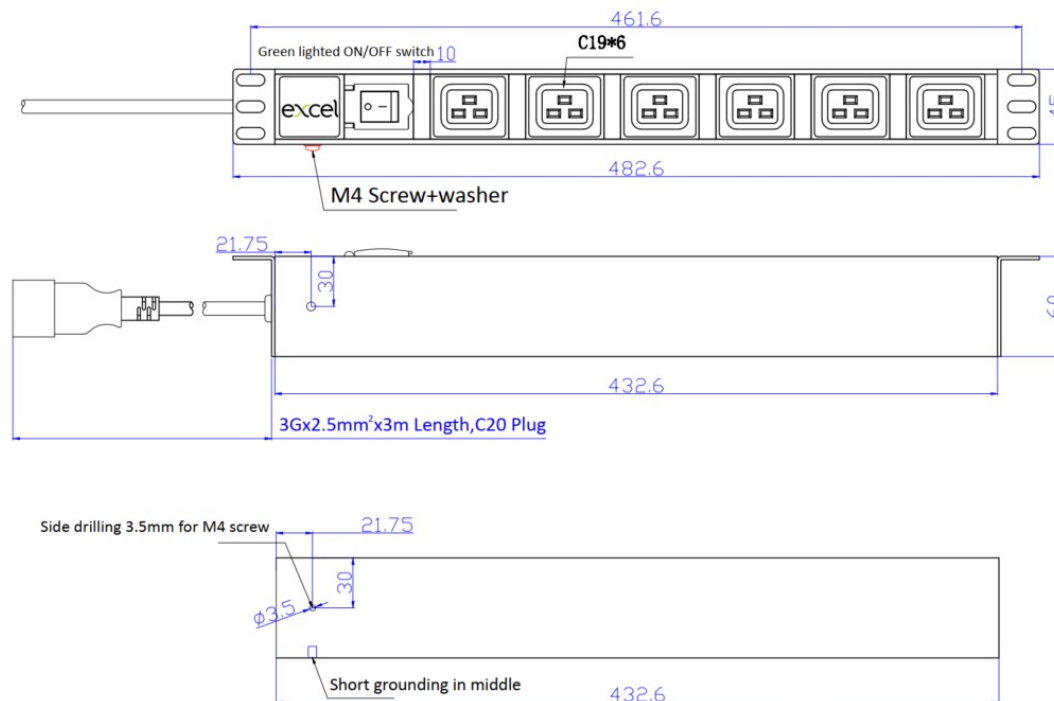 461.6
Green lighted ON/OFF switch
10
C19*6
excel
45
482.6
M4 Screw+washer
21.75
30
432.6
3Gx2.5mm²x3m Length,C20 Plug
Side drilling 3.5mm for M4 screw
21.75
30
ø3.5
Short grounding in middle
432.6